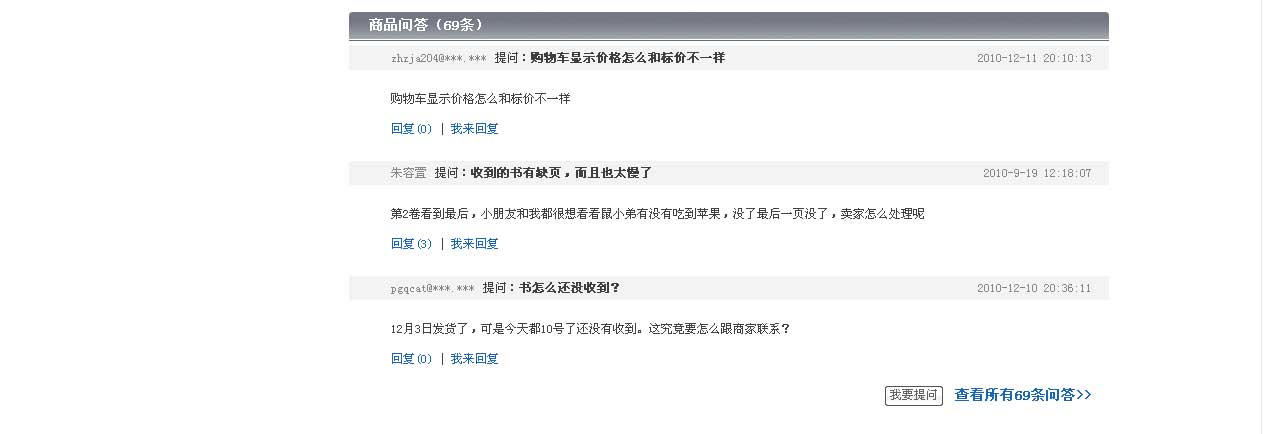 商品问答（69条）
zhzja204@***.*** 提问：购物车显示价格怎么和标价不一样 2010-12-11 20:10:13
购物车显示价格怎么和标价不一样
回复(0) | 我来回复
朱容萱 提问：收到的书有缺页，而且也太慢了 2010-9-19 12:18:07
第2卷看到最后，小朋友和我都很想看看鼠小弟有没有吃到苹果，没了最后一页没了，卖家怎么处理呢
回复(3) | 我来回复
pgqcat@***.*** 提问：书怎么还没收到？ 2010-12-10 20:36:11
12月3日发货了，可是今天都10号了还没有收到。这究竟要怎么跟商家联系？
回复(0) | 我来回复
我要提问 查看所有69条问答>>